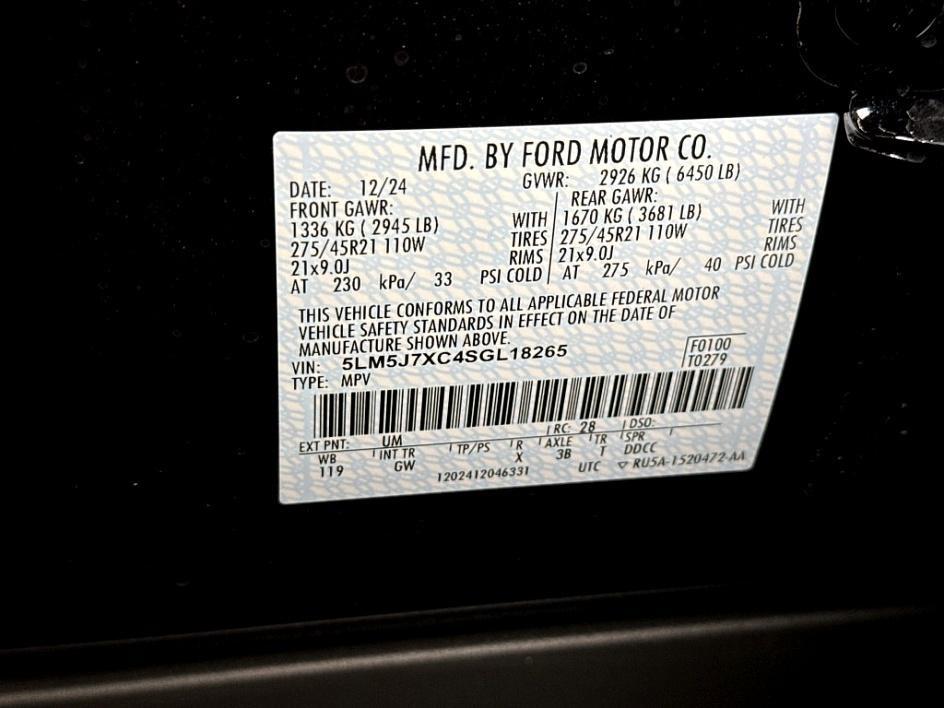 MFD. BY FORD MOTOR CO.
DATE: 12/24 GVWR: 2926 KG ( 6450 LB)
FRONT GAWR: REAR GAWR:
1336 KG ( 2945 LB) WITH 1670 KG ( 3681 LB) WITH
275/45R21 110W TIRES 275/45R21 110W TIRES
21x9.0J RIMS 21x9.0J RIMS
AT 230 kPa/ 33 PSI COLD AT 275 kPa/ 40 PSI COLD
THIS VEHICLE CONFORMS TO ALL APPLICABLE FEDERAL MOTOR
VEHICLE SAFETY STANDARDS IN EFFECT ON THE DATE OF
MANUFACTURE SHOWN ABOVE.
VIN: 5LM5J7XC4SGL18265 F0100
TYPE: MPV T0279
EXT PNT: UM RC: 28 DSO:
WB INT TR TP/PS R AXLE TR SPR
119 GW X 3B T DDCC
1202412046331 UTC ▽ RU5A-1520472-AA